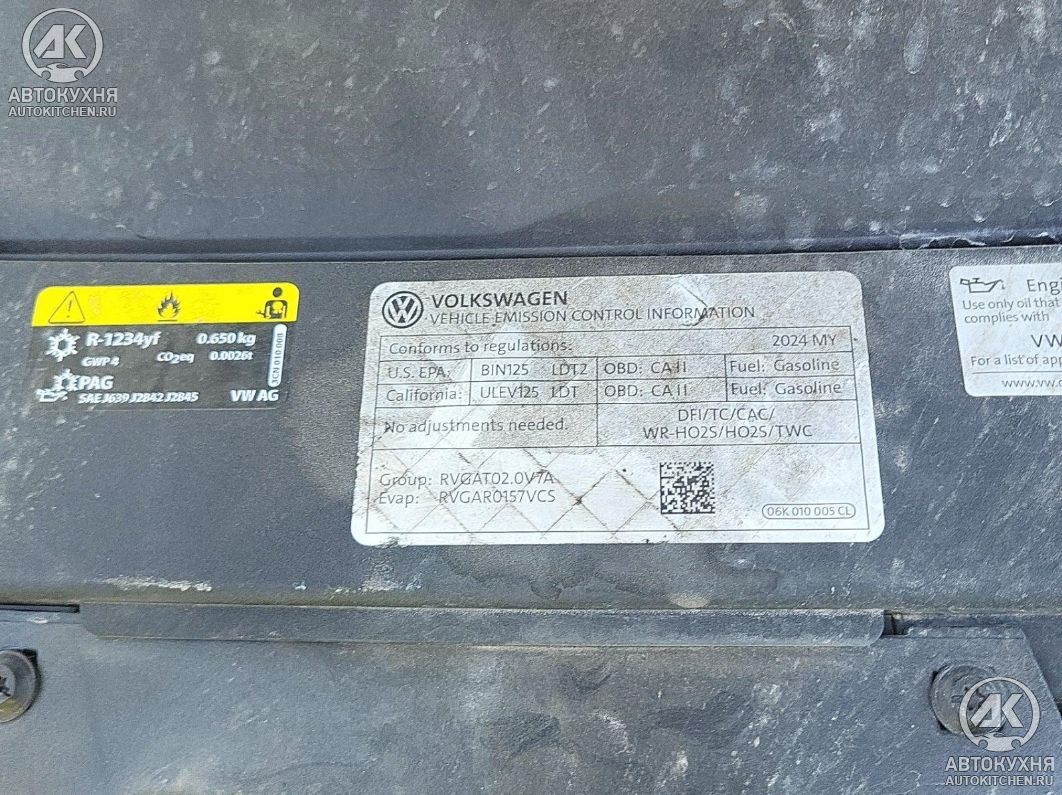 АВТОКУХНЯ
AUTOKITCHEN.RU
R-1234yf 0.650kg
GWP 4 CO2eq 0.0026t
PAG
SAE J639 J2842 J2845 VW AG
VOLKSWAGEN
VEHICLE EMISSION CONTROL INFORMATION
Conforms to regulations: 2024 MY
U.S. EPA: BIN125 LDT2 OBD: CA II Fuel: Gasoline
California: ULEV125 LDT OBD: CA II Fuel: Gasoline
No adjustments needed. DFI/TC/CAC/
WR-HO2S/HO2S/TWC
Group: RVGAT02.0V7A
Evap: RVGAR0157VCS
06K 010 005 CL
Engi
Use only oil that
complies with
VW
For a list of app
www.vw.
АВТОКУХНЯ
AUTOKITCHEN.RU